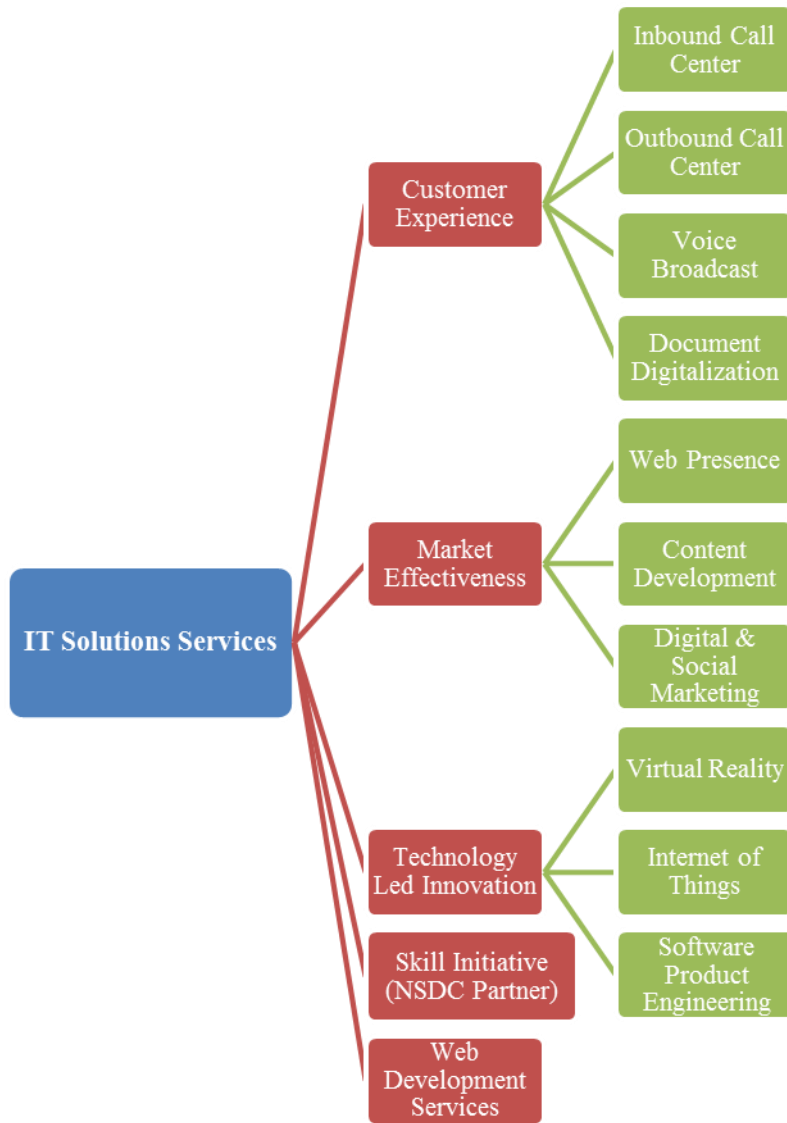 IT Solutions Services
Customer
Experience
Inbound Call
Center
Outbound Call
Center
Voice
Broadcast
Document
Digitalization
Market
Effectiveness
Web Presence
Content
Development
Digital &
Social
Marketing
Technology
Led Innovation
Virtual Reality
Internet of
Things
Software
Product
Engineering
Skill Initiative
(NSDC Partner)
Web
Development
Services